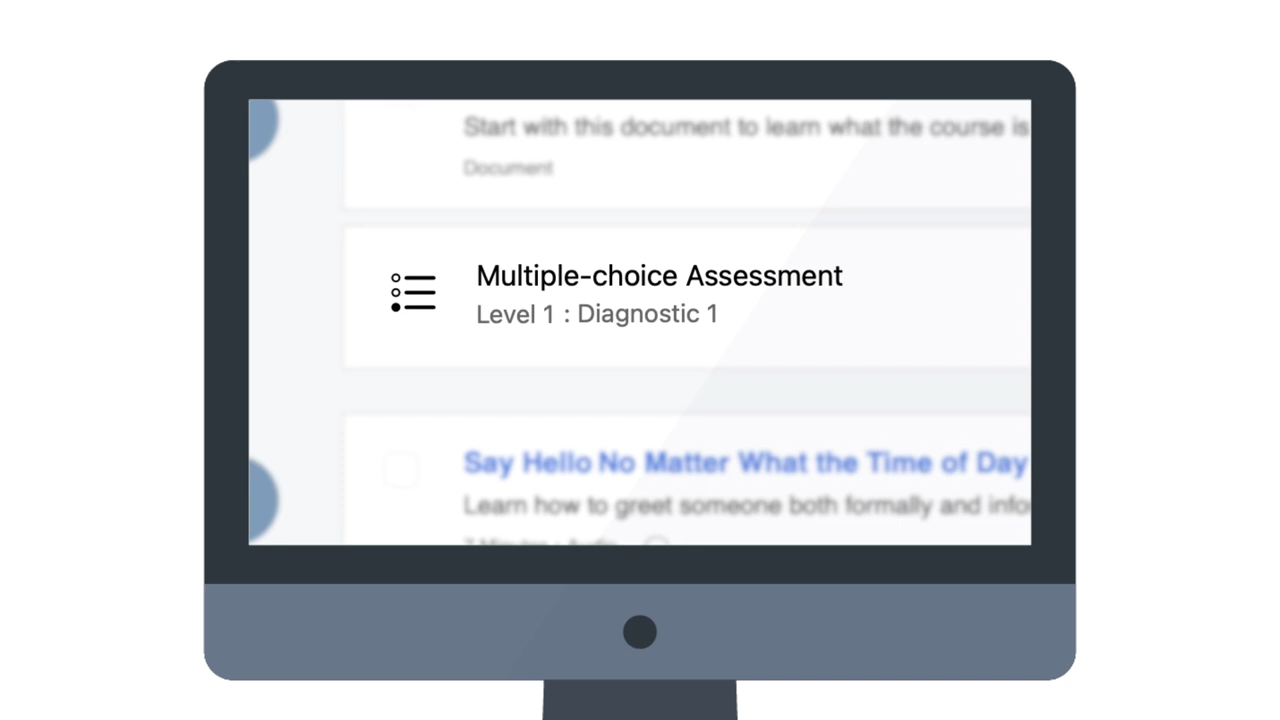 Start with this document to learn what the course is
Document
Multiple-choice Assessment
Level 1 : Diagnostic 1
Say Hello No Matter What the Time of Day
Learn how to greet someone both formally and